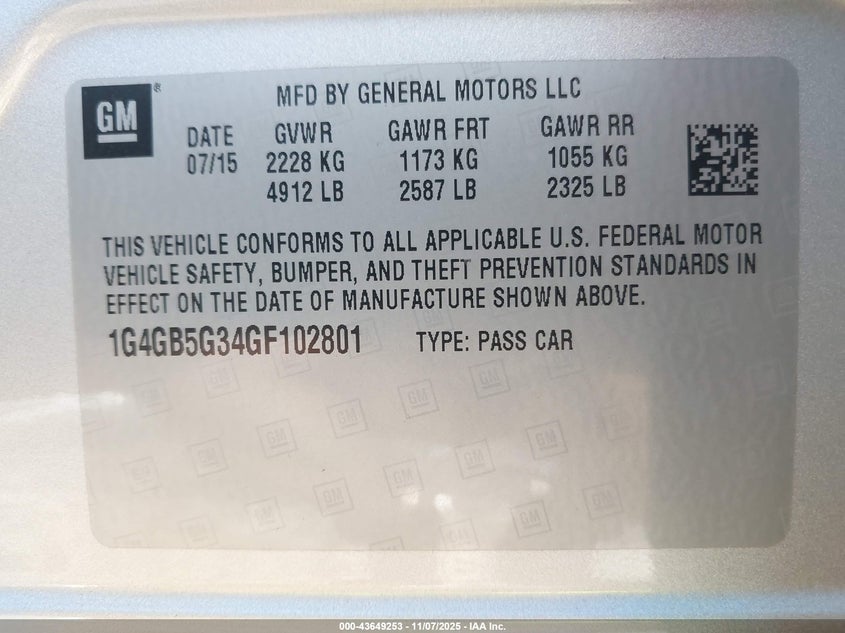 GM®
MFD BY GENERAL MOTORS LLC
DATE GVWR GAWR FRT GAWR RR
07/15 2228 KG 1173 KG 1055 KG
4912 LB 2587 LB 2325 LB
THIS VEHICLE CONFORMS TO ALL APPLICABLE U.S. FEDERAL MOTOR
VEHICLE SAFETY, BUMPER, AND THEFT PREVENTION STANDARDS IN
EFFECT ON THE DATE OF MANUFACTURE SHOWN ABOVE.
1G4GB5G34GF102801 TYPE: PASS CAR
000-43649253 - 11/07/2025 - IAA Inc.